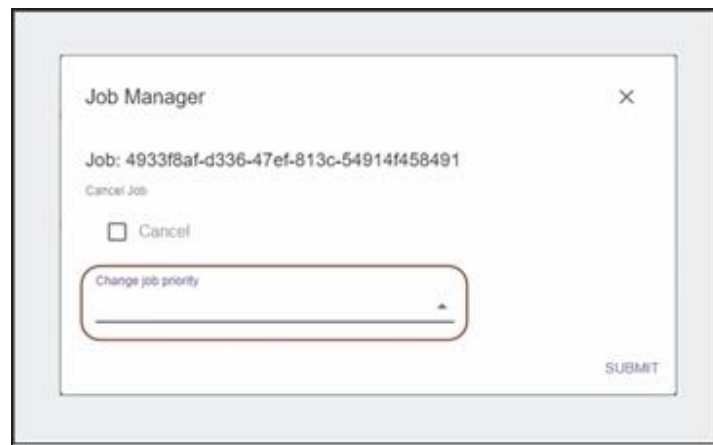 Job Manager
Job: 4933f8af-d336-47ef-813c-54914f458491
Cancel Job
Cancel
Change job priority
SUBMIT